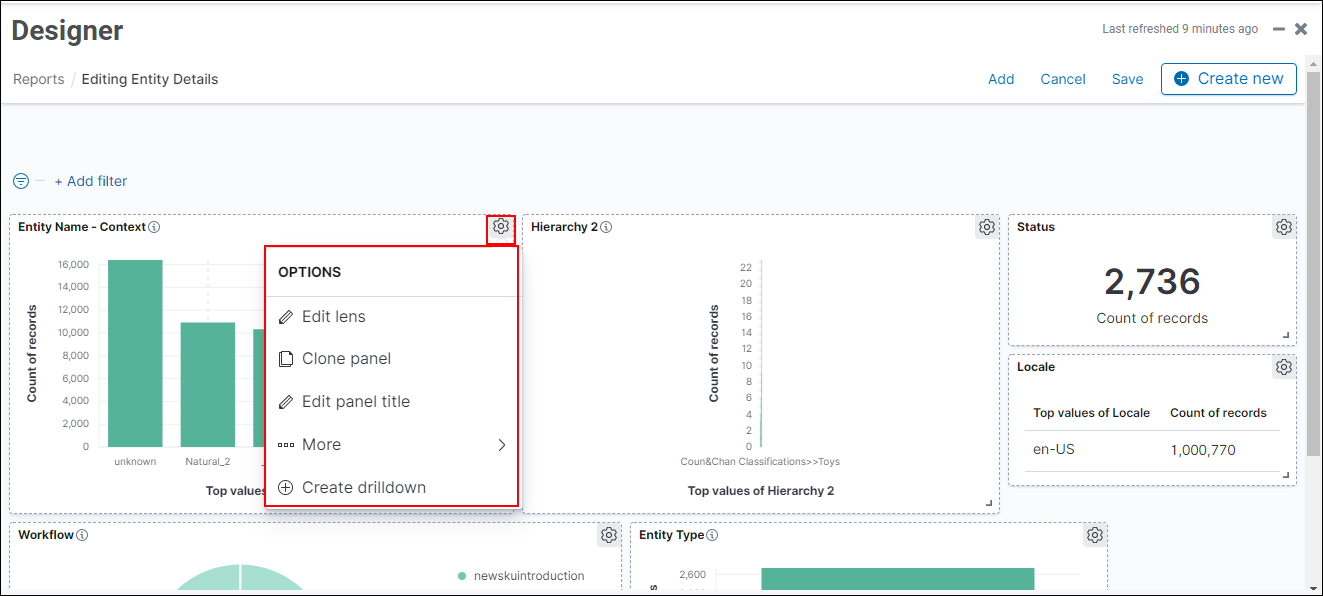 Designer
Last refreshed 9 minutes ago
Reports / Editing Entity Details
Add
Cancel
Save
Create new
+ Add filter
Entity Name - Context
16,000
14,000
12,000
10,000
8,000
6,000
4,000
2,000
0
Count of records
unknown
Natural_2
Top values
OPTIONS
Edit lens
Clone panel
Edit panel title
More
Create drilldown
Hierarchy 2
22
20
18
16
14
12
10
8
6
4
2
0
Count of records
Coun&Chan Classifications>>Toys
Top values of Hierarchy 2
Status
2,736
Count of records
Locale
Top values of Locale Count of records
en-US 1,000,770
Workflow
newskuintroduction
Entity Type
2,600